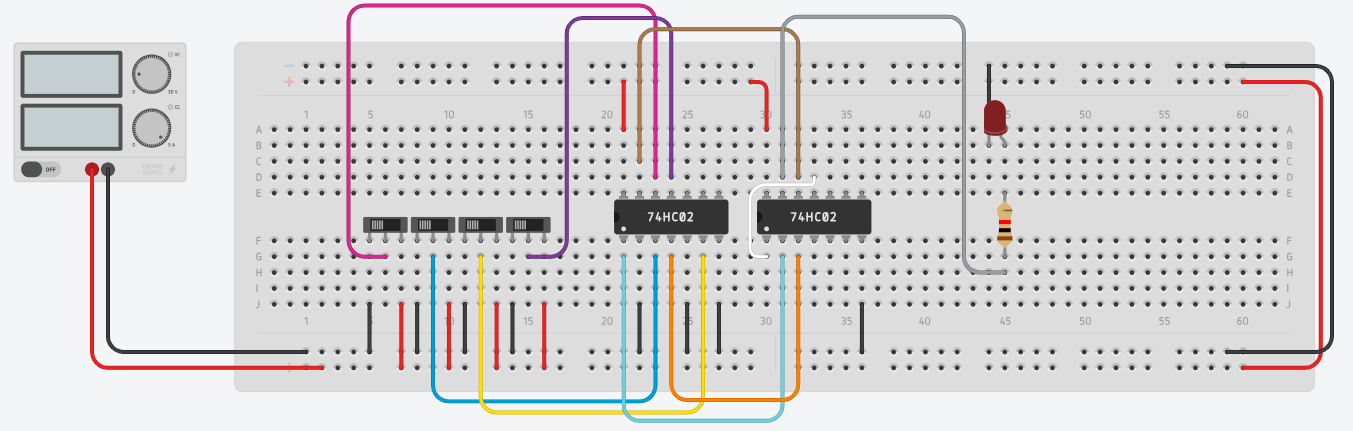 HC
0 30 V
CC
0 5 A
OFF
VOLTAGE
SUPPLY
−
+
1 5 10 15 20 25 30 35 40 45 50 55 60
A A
B B
C C
D D
E E
74HC02 74HC02
F F
G G
H H
I I
J J
1 5 10 15 20 25 30 35 40 45 50 55 60